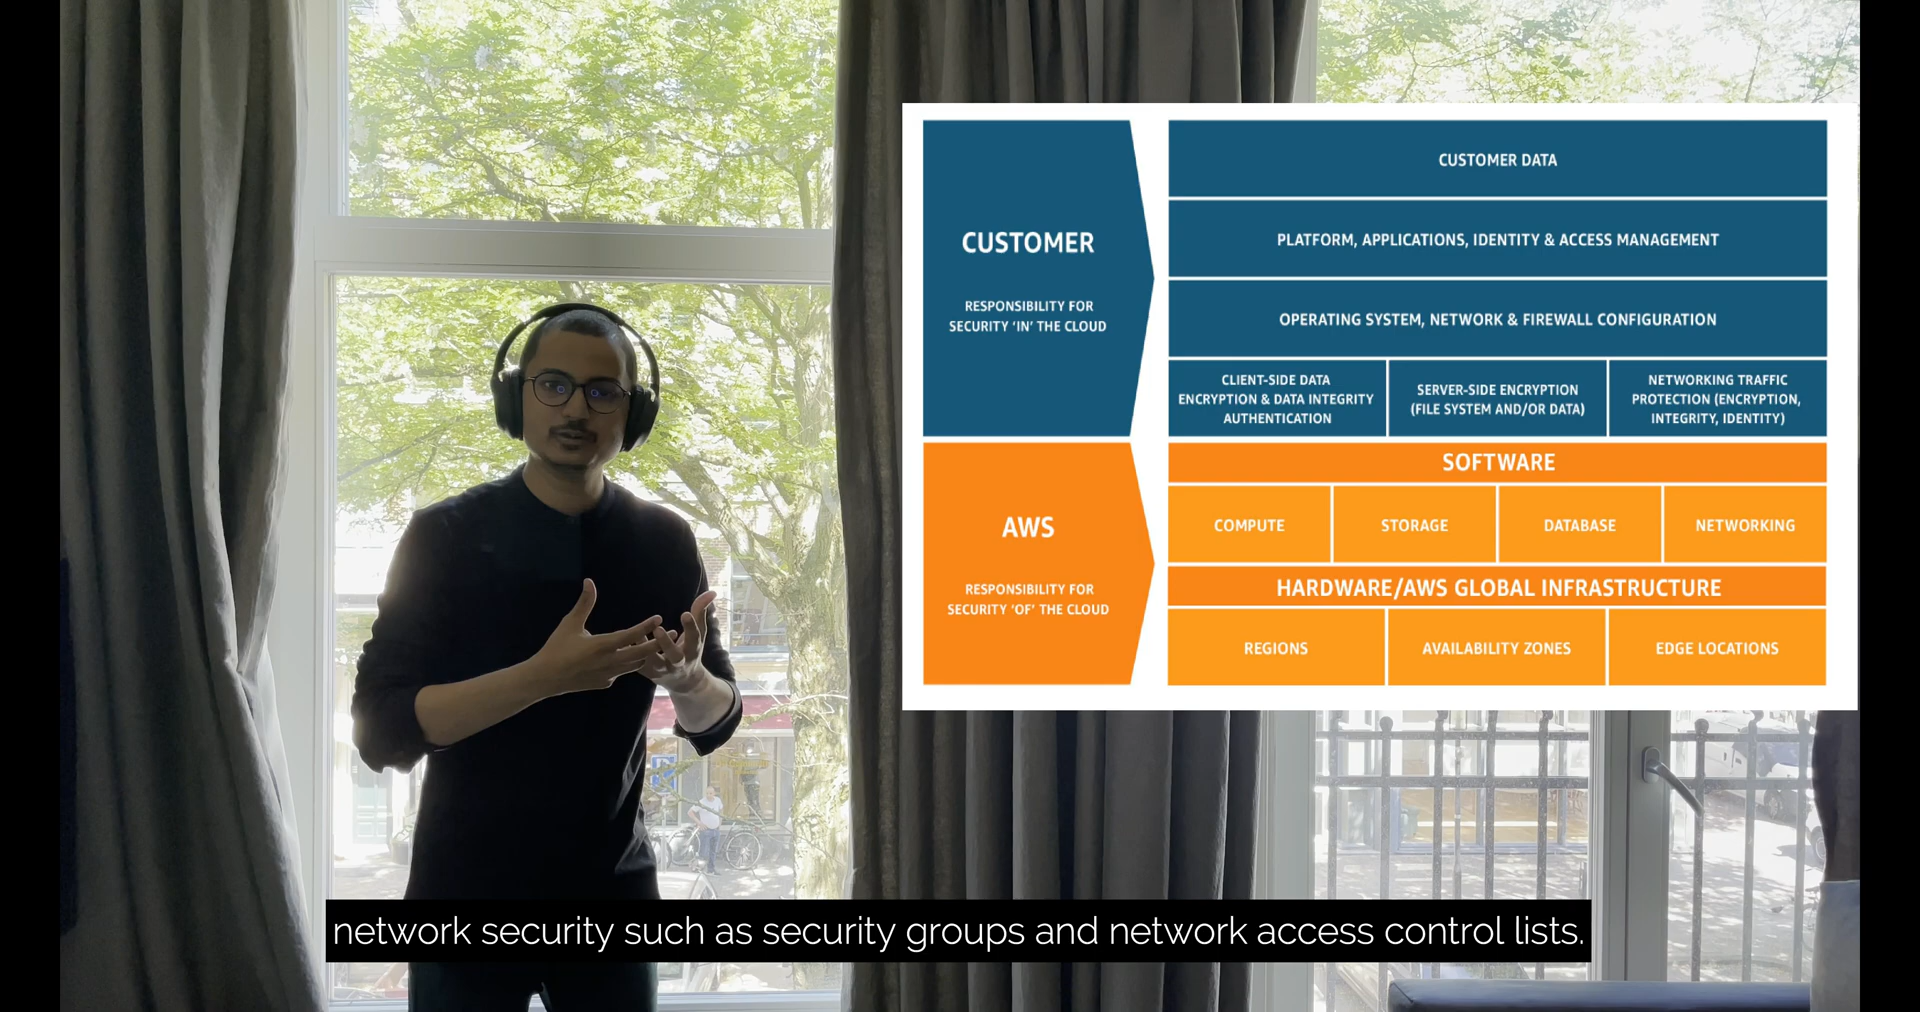 CUSTOMER
RESPONSIBILITY FOR
SECURITY ‘IN’ THE CLOUD
CUSTOMER DATA
PLATFORM, APPLICATIONS, IDENTITY & ACCESS MANAGEMENT
OPERATING SYSTEM, NETWORK & FIREWALL CONFIGURATION
CLIENT-SIDE DATA
ENCRYPTION & DATA INTEGRITY
AUTHENTICATION
SERVER-SIDE ENCRYPTION
(FILE SYSTEM AND/OR DATA)
NETWORKING TRAFFIC
PROTECTION (ENCRYPTION,
INTEGRITY, IDENTITY)
AWS
RESPONSIBILITY FOR
SECURITY ‘OF’ THE CLOUD
SOFTWARE
COMPUTE
STORAGE
DATABASE
NETWORKING
HARDWARE/AWS GLOBAL INFRASTRUCTURE
REGIONS
AVAILABILITY ZONES
EDGE LOCATIONS
network security such as security groups and network access control lists.